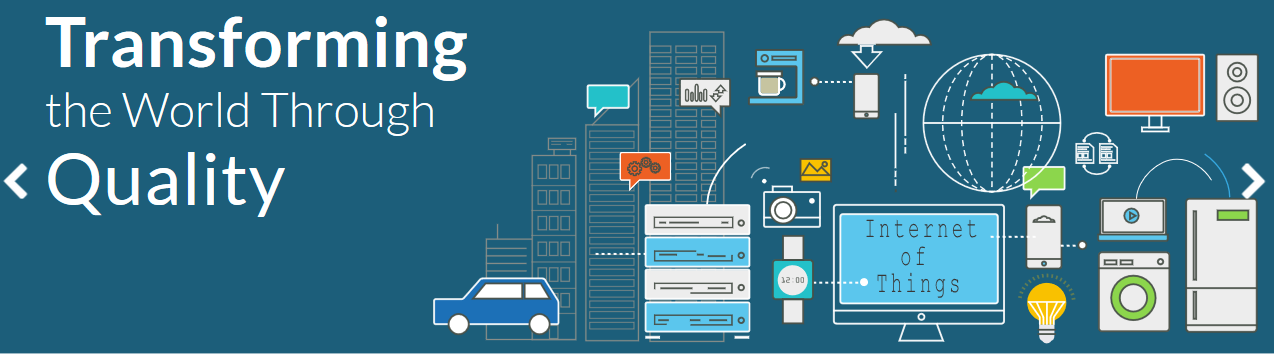 Transforming
the World Through
Quality
Internet
of
Things
12:00